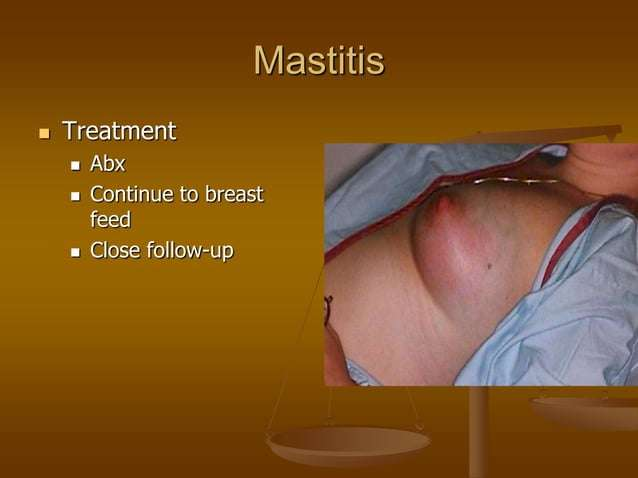 Mastitis
Treatment
Abx
Continue to breast
feed
Close follow-up